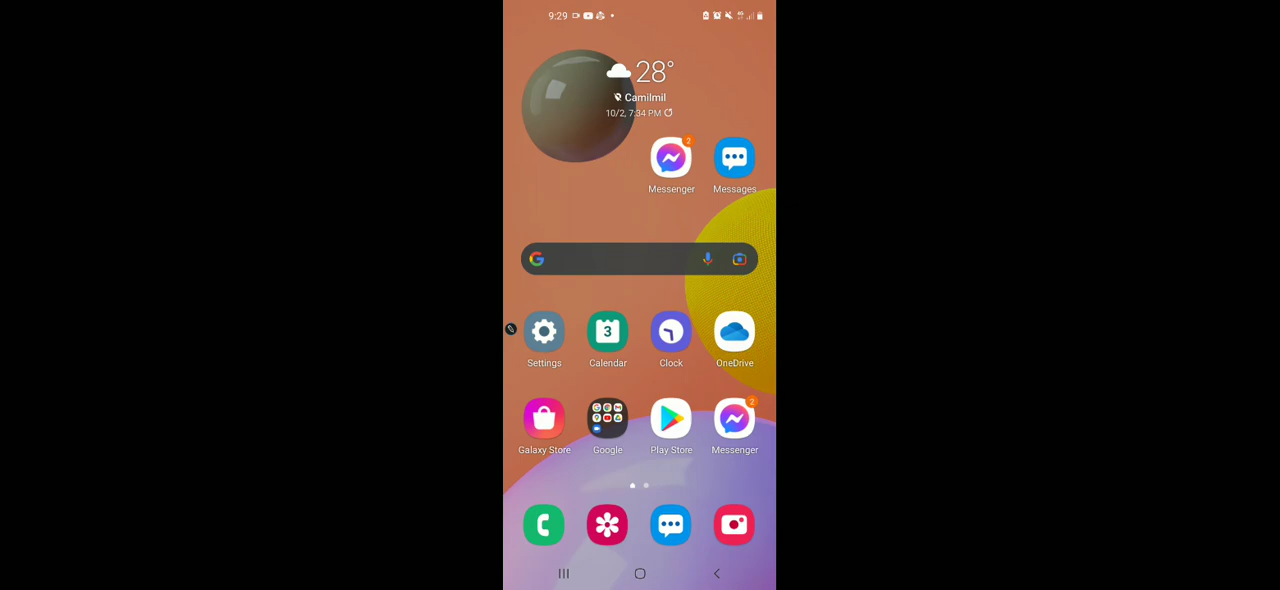 9:29
28°
Camilmil
10/2, 7:34 PM
2
Messenger Messages
G
3
Settings Calendar Clock OneDrive
2
Galaxy Store Google Play Store Messenger